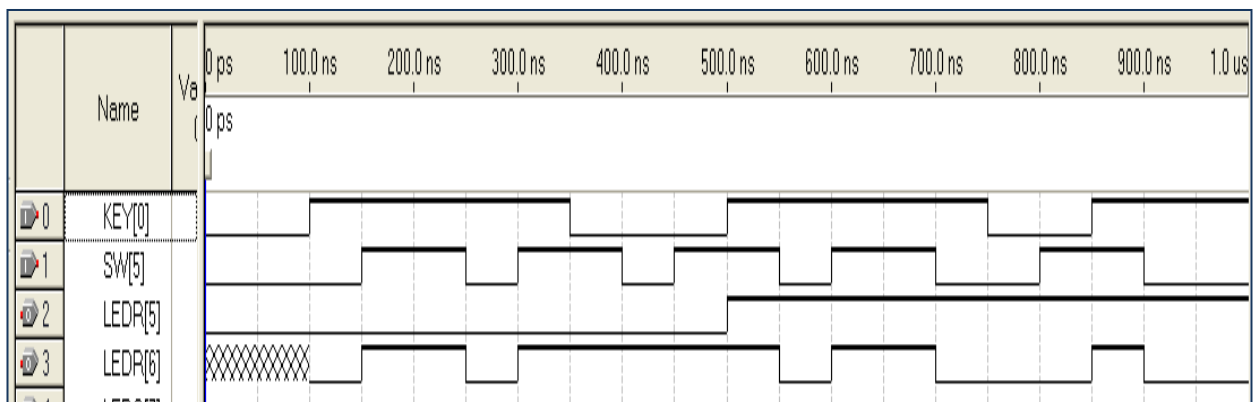 0 ps 100.0 ns 200.0 ns 300.0 ns 400.0 ns 500.0 ns 600.0 ns 700.0 ns 800.0 ns 900.0 ns 1.0 us
Name Va
0 ps
0 KEY[0]
1 SW[5]
2 LEDR[5]
3 LEDR[6]